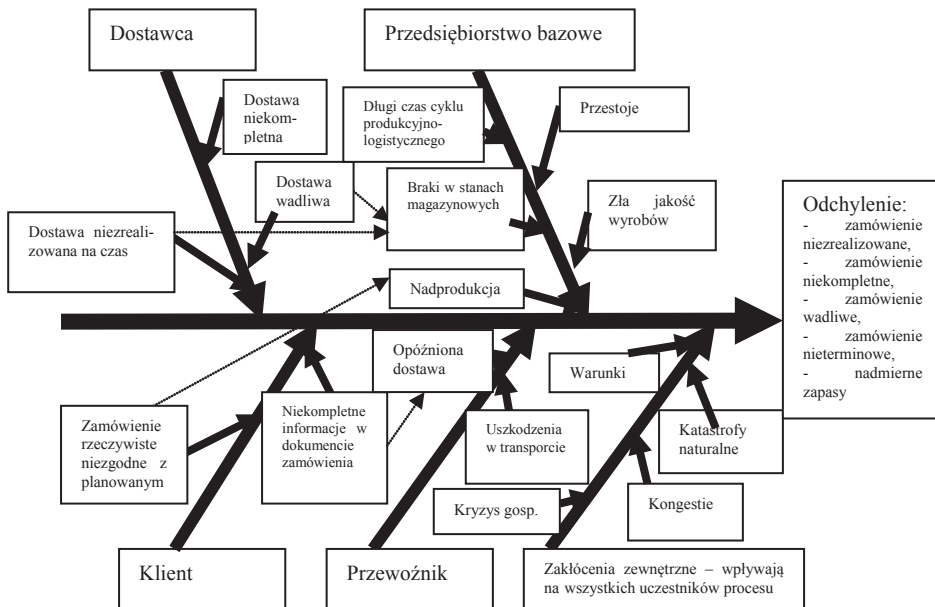 Dostawca
Przedsiębiorstwo bazowe
Dostawa
niekom-
pletna
Długi czas cyklu
produkcyjno-
logistycznego
Przestoje
Dostawa
wadliwa
Braki w stanach
magazynowych
Zła jakość
wyrobów
Dostawa niezreali-
zowana na czas
Nadprodukcja
Odchylenie:
- zamówienie
niezrealizowane,
- zamówienie
niekompletne,
- zamówienie
wadliwe,
- zamówienie
nieterminowe,
- nadmierne
zapasy
Opóźniona
dostawa
Warunki
Zamówienie
rzeczywiste
niezgodne z
planowanym
Niekompletne
informacje w
dokumencie
zamówienia
Uszkodzenia
w transporcie
Katastrofy
naturalne
Kryzys gosp.
Kongestie
Klient
Przewoźnik
Zakłócenia zewnętrzne – wpływają
na wszystkich uczestników procesu